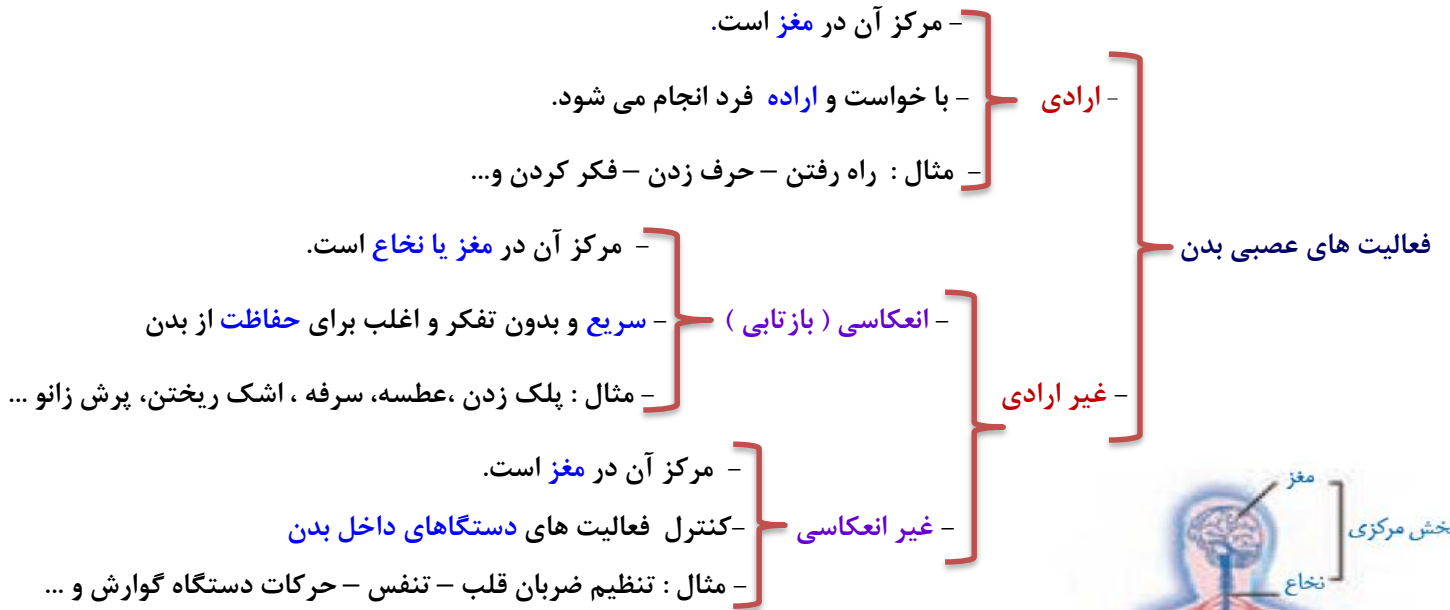 فعالیت های عصبی بدن
- ارادی
- مرکز آن در مغز است.
- با خواست و اراده فرد انجام می شود.
- مثال : راه رفتن – حرف زدن – فکر کردن و...
- غیر ارادی
- انعکاسی ( بازتابی )
- مرکز آن در مغز یا نخاع است.
- سریع و بدون تفکر و اغلب برای حفاظت از بدن
- مثال : پلک زدن ،عطسه، سرفه ، اشک ریختن، پرش زانو ...
- غیر انعکاسی
- مرکز آن در مغز است.
-کنترل فعالیت های دستگاهای داخل بدن
- مثال : تنظیم ضربان قلب – تنفس – حرکات دستگاه گوارش و ...
مغز
خش مرکزی
نخاع